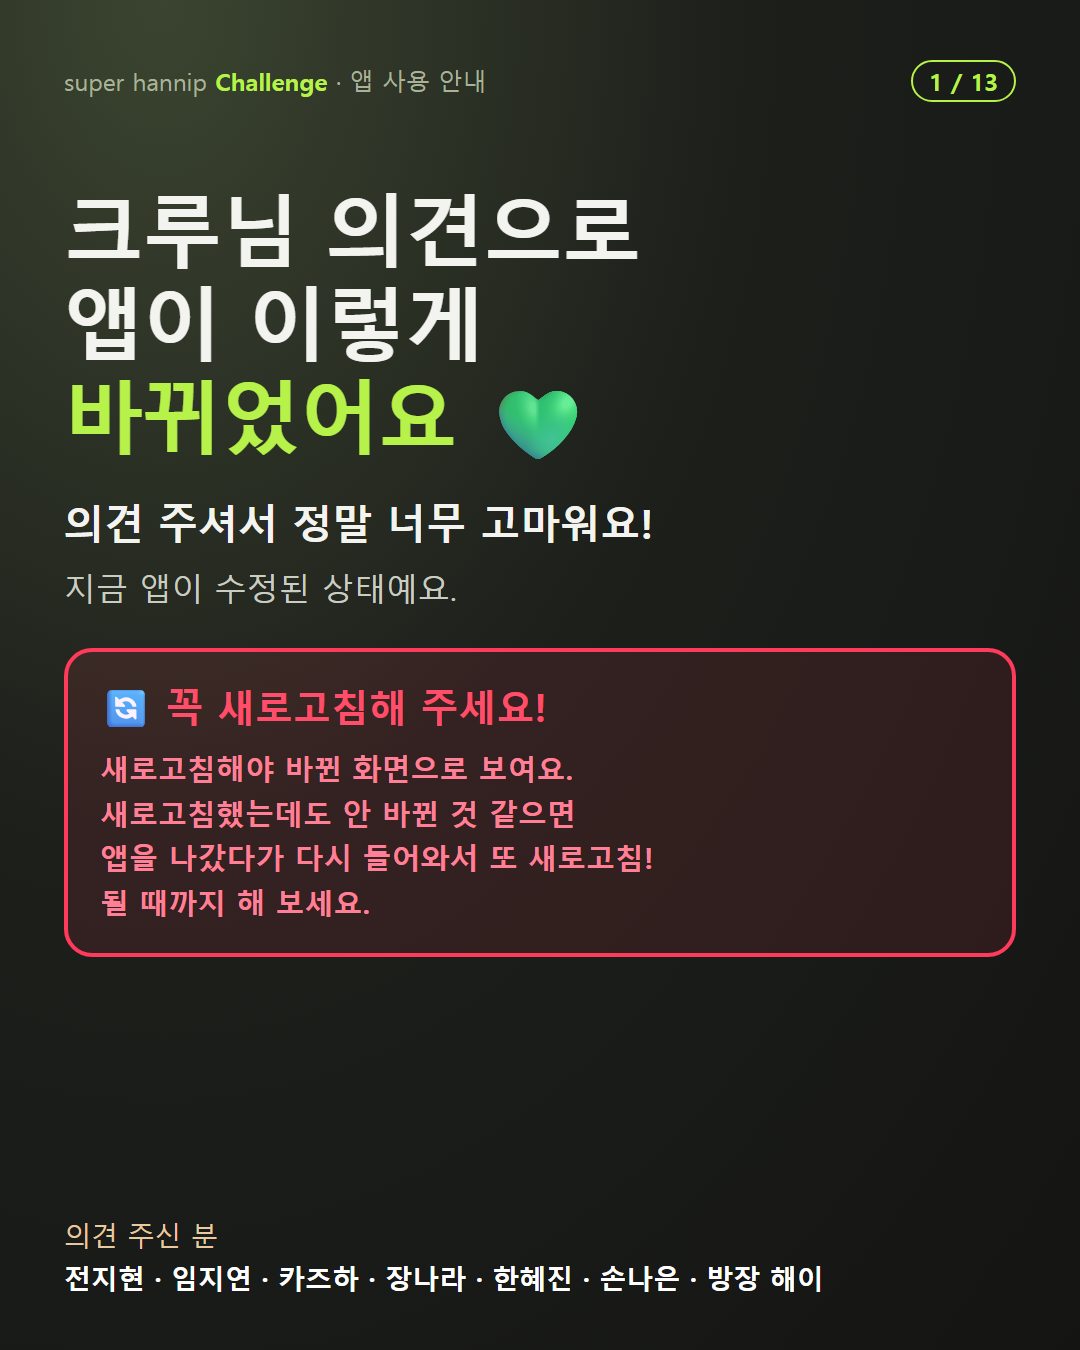 super hannip Challenge · 앱 사용 안내
1 / 13
크루님 의견으로
앱이 이렇게
바뀌었어요 💚
의견 주셔서 정말 너무 고마워요!
지금 앱이 수정된 상태예요.
🔄 꼭 새로고침해 주세요!
새로고침해야 바뀐 화면으로 보여요.
새로고침했는데도 안 바뀐 것 같으면
앱을 나갔다가 다시 들어와서 또 새로고침!
될 때까지 해 보세요.
의견 주신 분
전지현 · 임지연 · 카즈하 · 장나라 · 한혜진 · 손나은 · 방장 해이